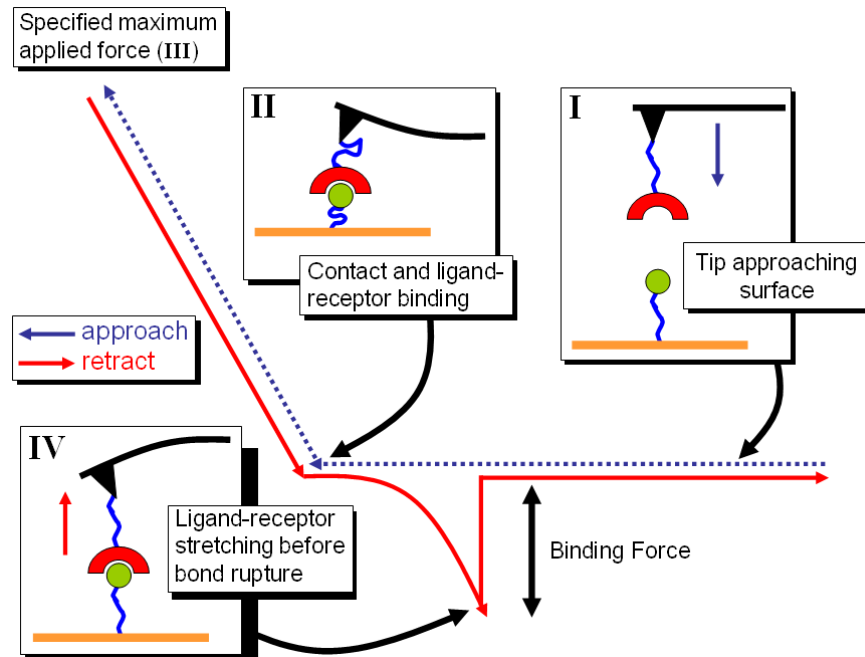 Specified maximum
applied force (III)
II
I
Contact and ligand-
receptor binding
Tip approaching
surface
approach
retract
IV
Ligand-receptor
stretching before
bond rupture
Binding Force